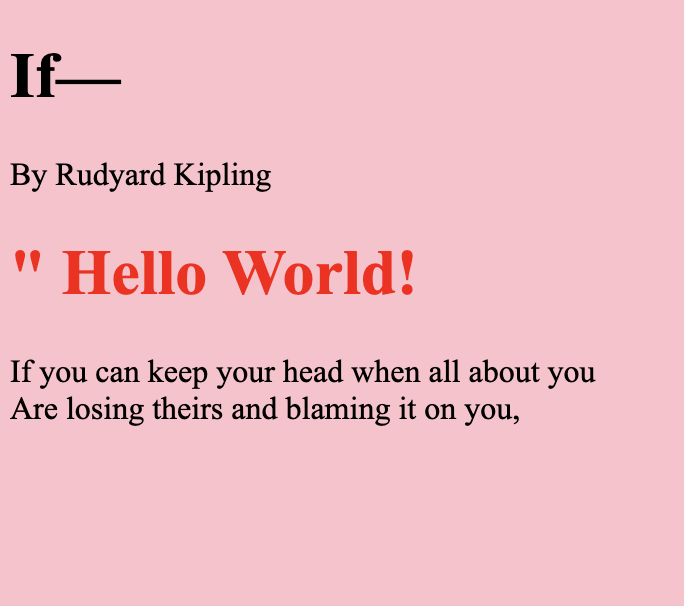 If—
By Rudyard Kipling
" Hello World!
If you can keep your head when all about you
Are losing theirs and blaming it on you,